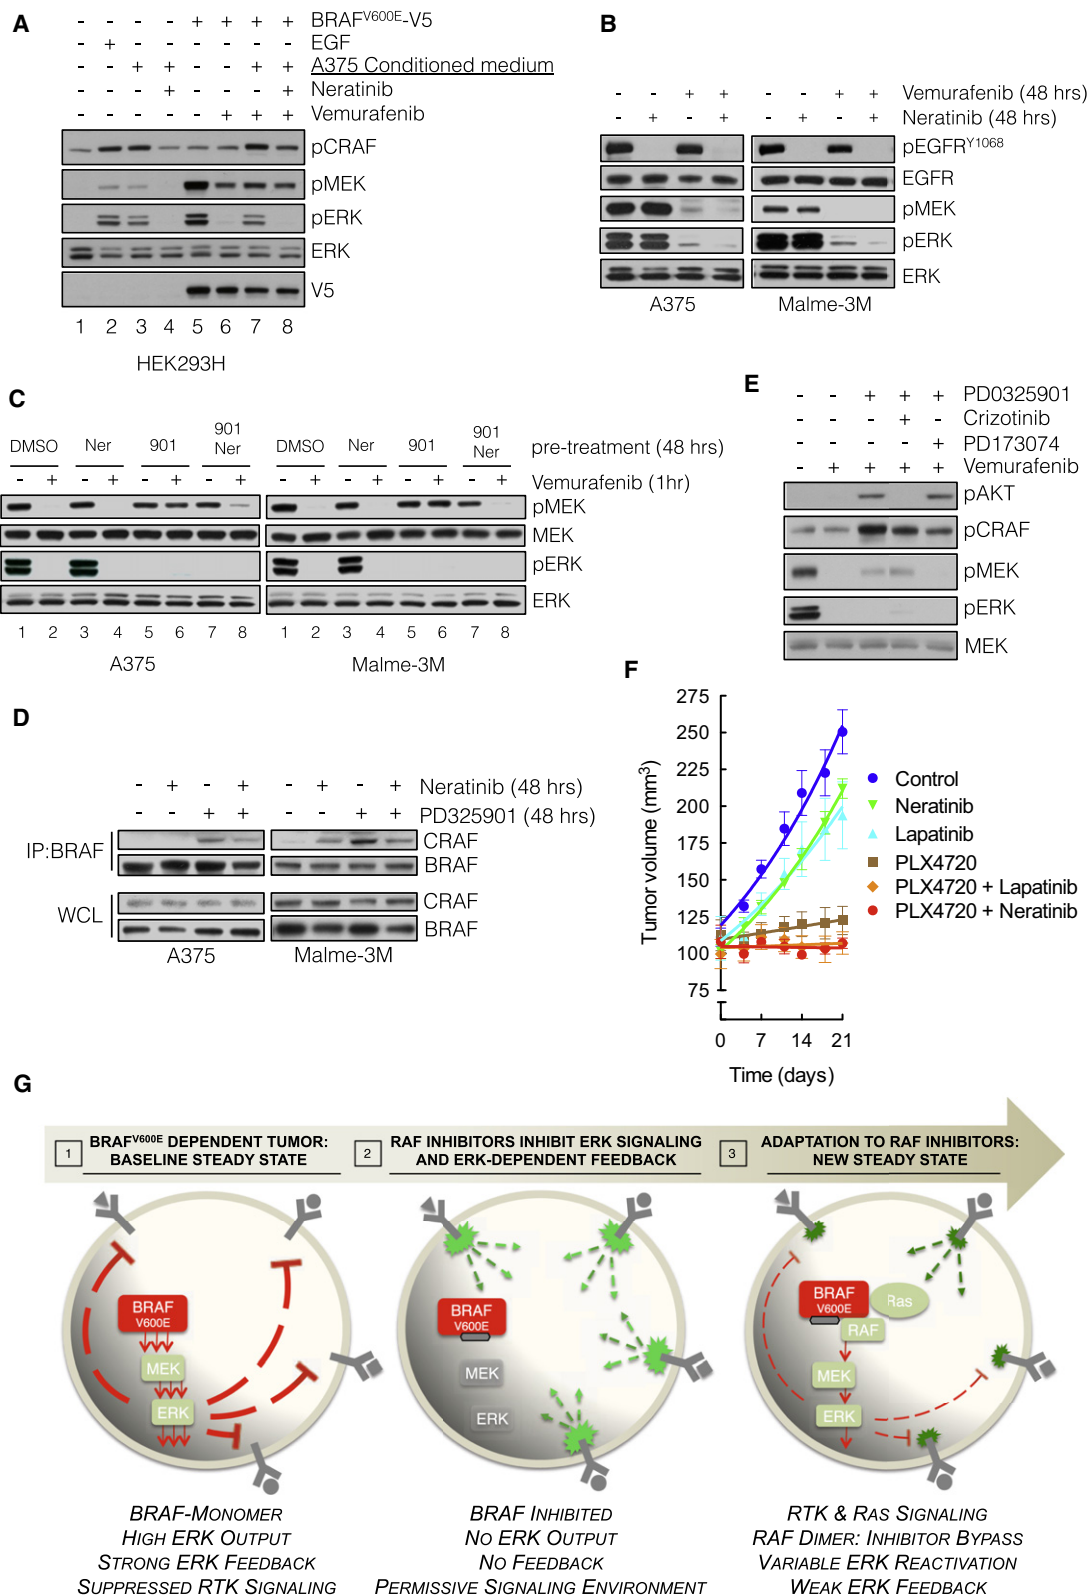 A
- - - - + + + + BRAFV600E-V5
- + - - - - - - EGF
- - + + - - + + A375 Conditioned medium
- - - + - - - + Neratinib
- - - - - + + + Vemurafenib
pCRAF
pMEK
pERK
ERK
V5
1 2 3 4 5 6 7 8
HEK293H
B
- - + + - - + + Vemurafenib (48 hrs)
- + - + - + - + Neratinib (48 hrs)
pEGFRY1068
EGFR
pMEK
pERK
ERK
A375 Malme-3M
C
DMSO Ner 901 901 Ner DMSO Ner 901 901 Ner pre-treatment (48 hrs)
- + - + - + - + - + - + - + - + Vemurafenib (1hr)
pMEK
MEK
pERK
ERK
1 2 3 4 5 6 7 8 1 2 3 4 5 6 7 8
A375 Malme-3M
D
- + - + - + - + Neratinib (48 hrs)
- - + + - - + + PD325901 (48 hrs)
IP:BRAF
CRAF
BRAF
WCL
CRAF
BRAF
A375 Malme-3M
E
- - + + + PD0325901
- - - + - Crizotinib
- - - - + PD173074
- + + + + Vemurafenib
pAKT
pCRAF
pMEK
pERK
MEK
F
Tumor volume (mm3)
275
250
225
200
175
150
125
100
75
0 7 14 21
Time (days)
Control
Neratinib
Lapatinib
PLX4720
PLX4720 + Lapatinib
PLX4720 + Neratinib
G
1 BRAFV600E DEPENDENT TUMOR:
BASELINE STEADY STATE
2 RAF INHIBITORS INHIBIT ERK SIGNALING
AND ERK-DEPENDENT FEEDBACK
3 ADAPTATION TO RAF INHIBITORS:
NEW STEADY STATE
BRAF
V600E
MEK
ERK
BRAF
V600E
MEK
ERK
BRAF
V600E
Ras
RAF
MEK
ERK
BRAF-MONOMER
HIGH ERK OUTPUT
STRONG ERK FEEDBACK
SUPPRESSED RTK SIGNALING
BRAF INHIBITED
NO ERK OUTPUT
NO FEEDBACK
PERMISSIVE SIGNALING ENVIRONMENT
RTK & RAS SIGNALING
RAF DIMER: INHIBITOR BYPASS
VARIABLE ERK REACTIVATION
WEAK ERK FEEDBACK